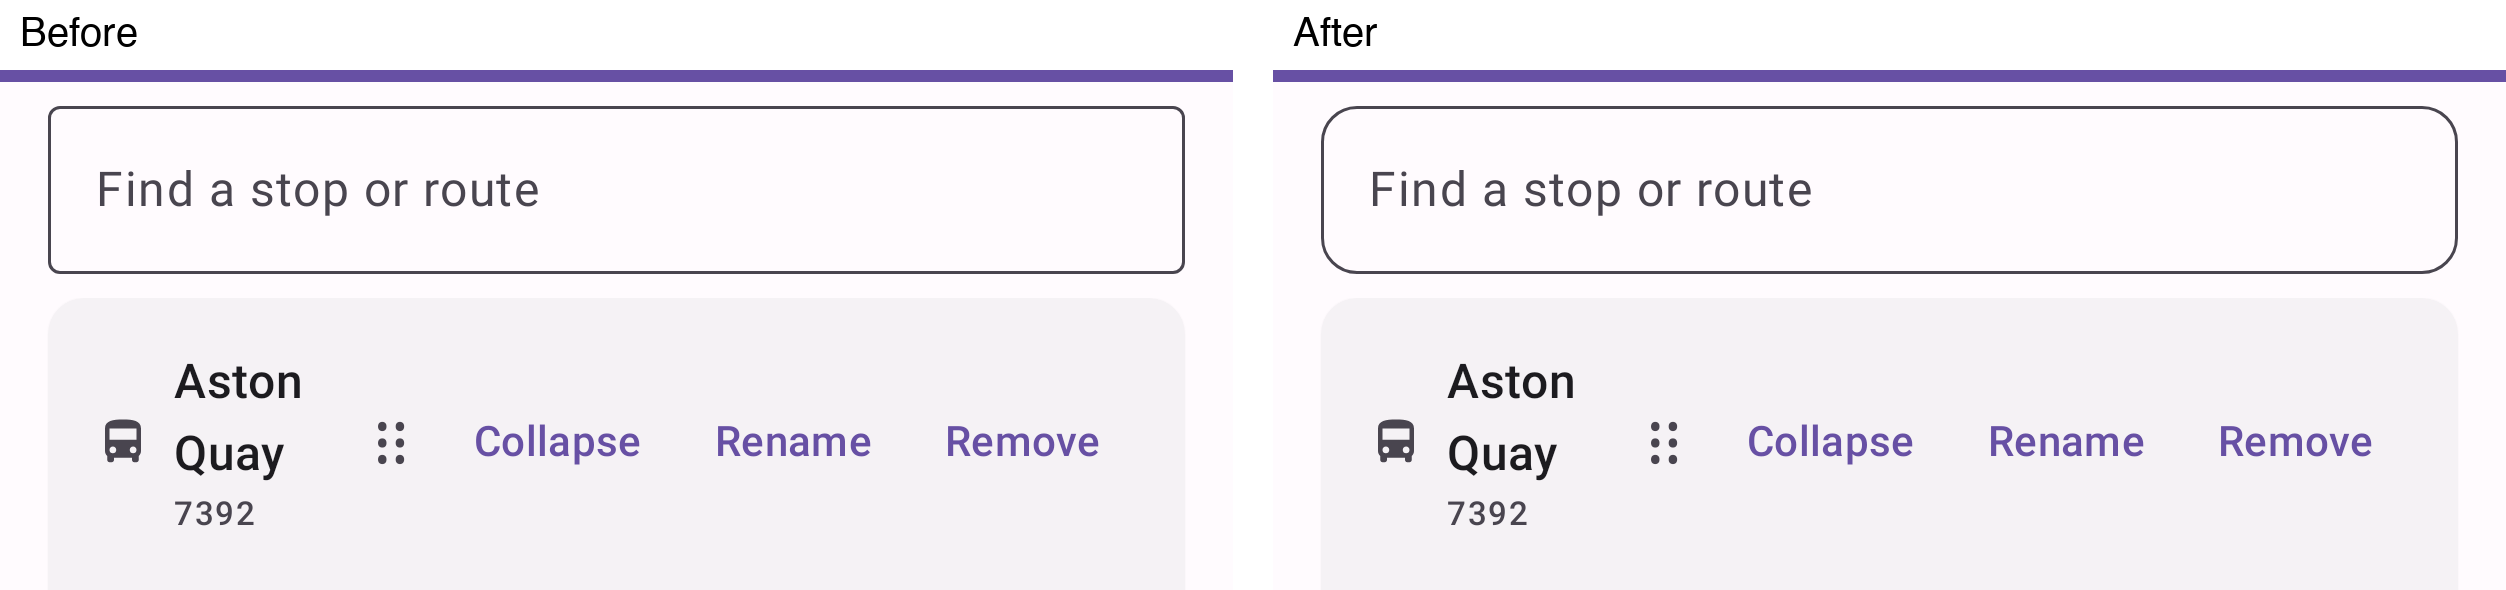 Before
Find a stop or route
Aston
Quay
7392
Collapse Rename Remove
After
Find a stop or route
Aston
Quay
7392
Collapse Rename Remove